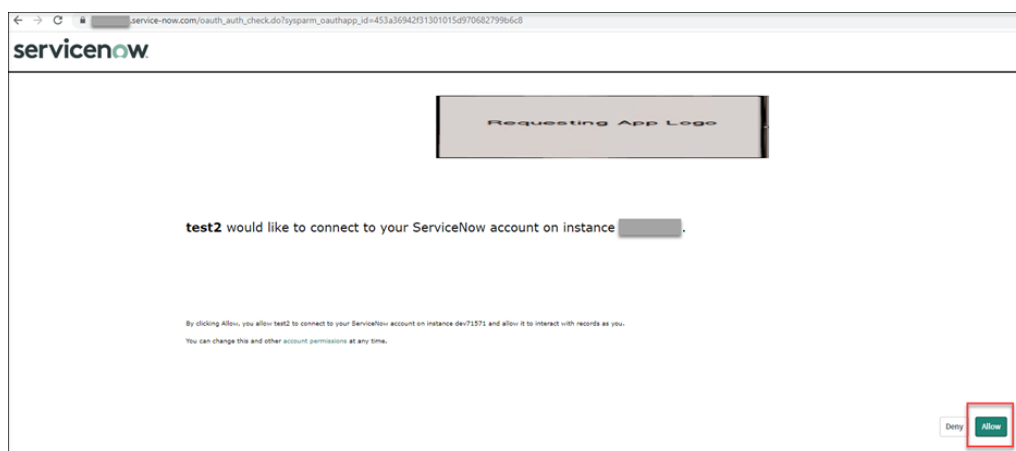 .service-now.com/oauth_auth_check.do?sysparm_oauthapp_id=453a36942f31301015d970682799b6c8
servicenow
Requesting App Logo
test2 would like to connect to your ServiceNow account on instance .
By clicking Allow, you allow test2 to connect to your ServiceNow account on instance dev71571 and allow it to interact with records as you.
You can change this and other account permissions at any time.
Deny Allow